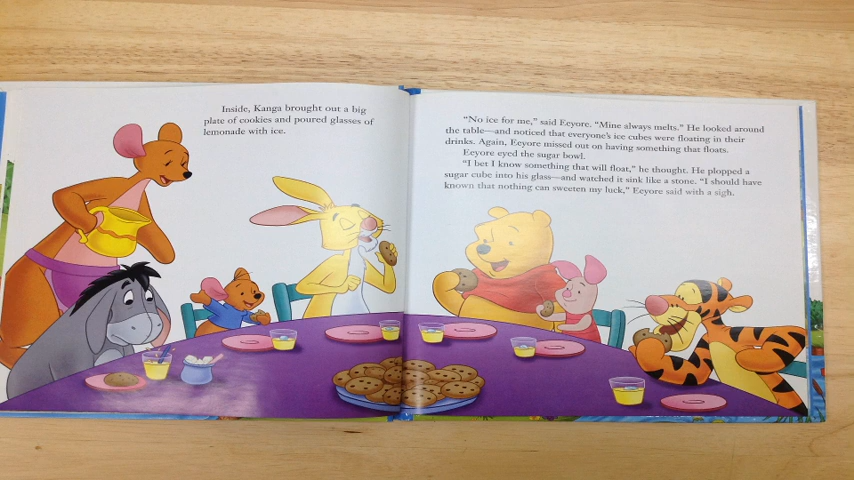 Inside, Kanga brought out a big
plate of cookies and poured glasses of
lemonade with ice.
“No ice for me,” said Eeyore. “Mine always melts.” He looked around
the table—and noticed that everyone’s ice cubes were floating in their
drinks. Again, Eeyore missed out on having something that floats.
Eeyore eyed the sugar bowl.
“I bet I know something that will float,” he thought. He plopped a
sugar cube into his glass—and watched it sink like a stone. “I should have
known that nothing can sweeten my luck,” Eeyore said with a sigh.